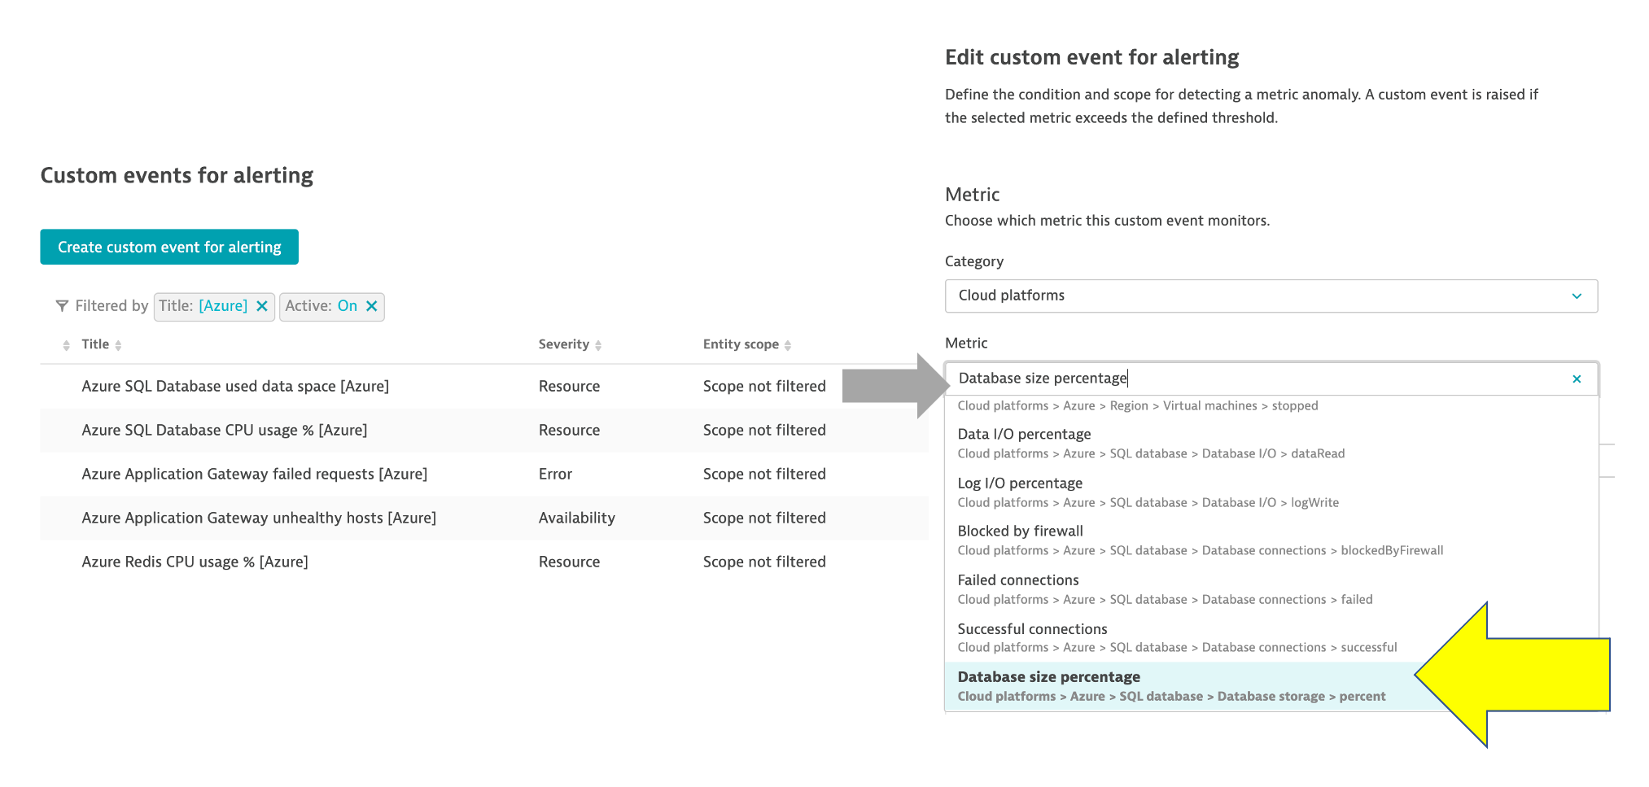 Custom events for alerting
Create custom event for alerting
Filtered by Title: [Azure] Active: On
Title Severity Entity scope
Azure SQL Database used data space [Azure] Resource Scope not filtered
Azure SQL Database CPU usage % [Azure] Resource Scope not filtered
Azure Application Gateway failed requests [Azure] Error Scope not filtered
Azure Application Gateway unhealthy hosts [Azure] Availability Scope not filtered
Azure Redis CPU usage % [Azure] Resource Scope not filtered
Edit custom event for alerting
Define the condition and scope for detecting a metric anomaly. A custom event is raised if
the selected metric exceeds the defined threshold.
Metric
Choose which metric this custom event monitors.
Category
Cloud platforms
Metric
Database size percentage
Cloud platforms > Azure > Region > Virtual machines > stopped
Data I/O percentage
Cloud platforms > Azure > SQL database > Database I/O > dataRead
Log I/O percentage
Cloud platforms > Azure > SQL database > Database I/O > logWrite
Blocked by firewall
Cloud platforms > Azure > SQL database > Database connections > blockedByFirewall
Failed connections
Cloud platforms > Azure > SQL database > Database connections > failed
Successful connections
Cloud platforms > Azure > SQL database > Database connections > successful
Database size percentage
Cloud platforms > Azure > SQL database > Database storage > percent